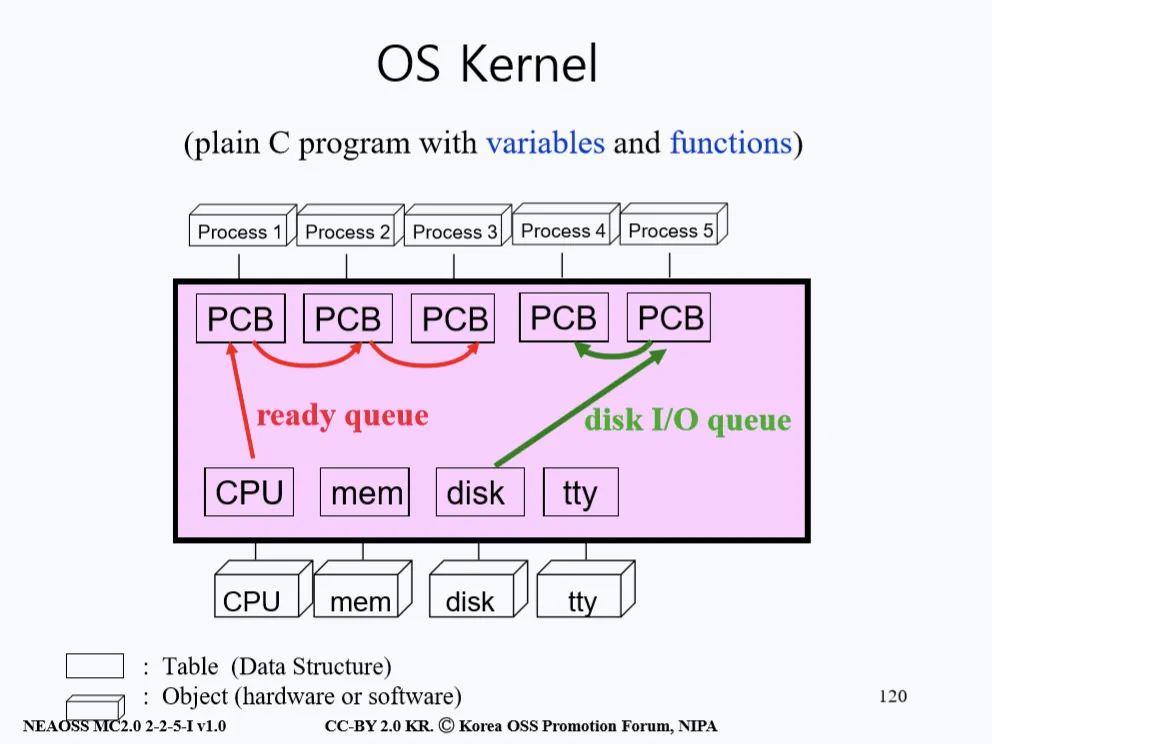 OS Kernel
(plain C program with variables and functions)
Process 1 Process 2 Process 3 Process 4 Process 5
PCB PCB PCB PCB PCB
ready queue disk I/O queue
CPU mem disk tty
CPU mem disk tty
: Table (Data Structure)
: Object (hardware or software)
120
NEAOSS MC2.0 2-2-5-I v1.0 CC-BY 2.0 KR. Ⓒ Korea OSS Promotion Forum, NIPA